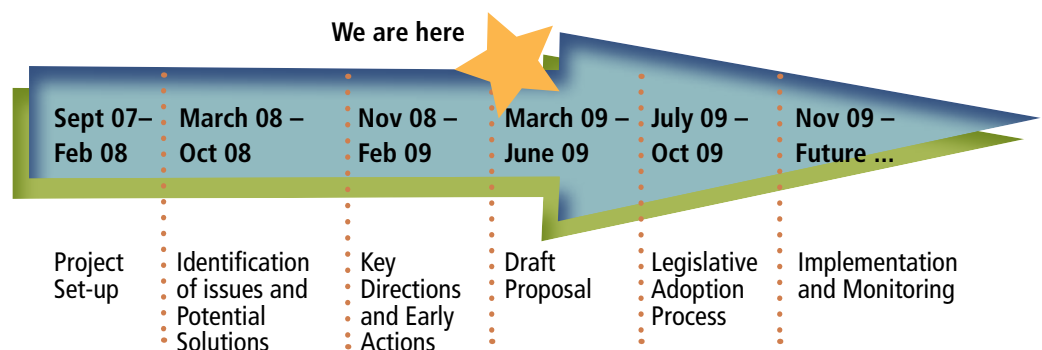 We are here
Sept 07–
Feb 08
March 08 –
Oct 08
Nov 08 –
Feb 09
March 09 –
June 09
July 09 –
Oct 09
Nov 09 –
Future ...
Project
Set-up
Identification
of issues and
Potential
Solutions
Key
Directions
and Early
Actions
Draft
Proposal
Legislative
Adoption
Process
Implementation
and Monitoring